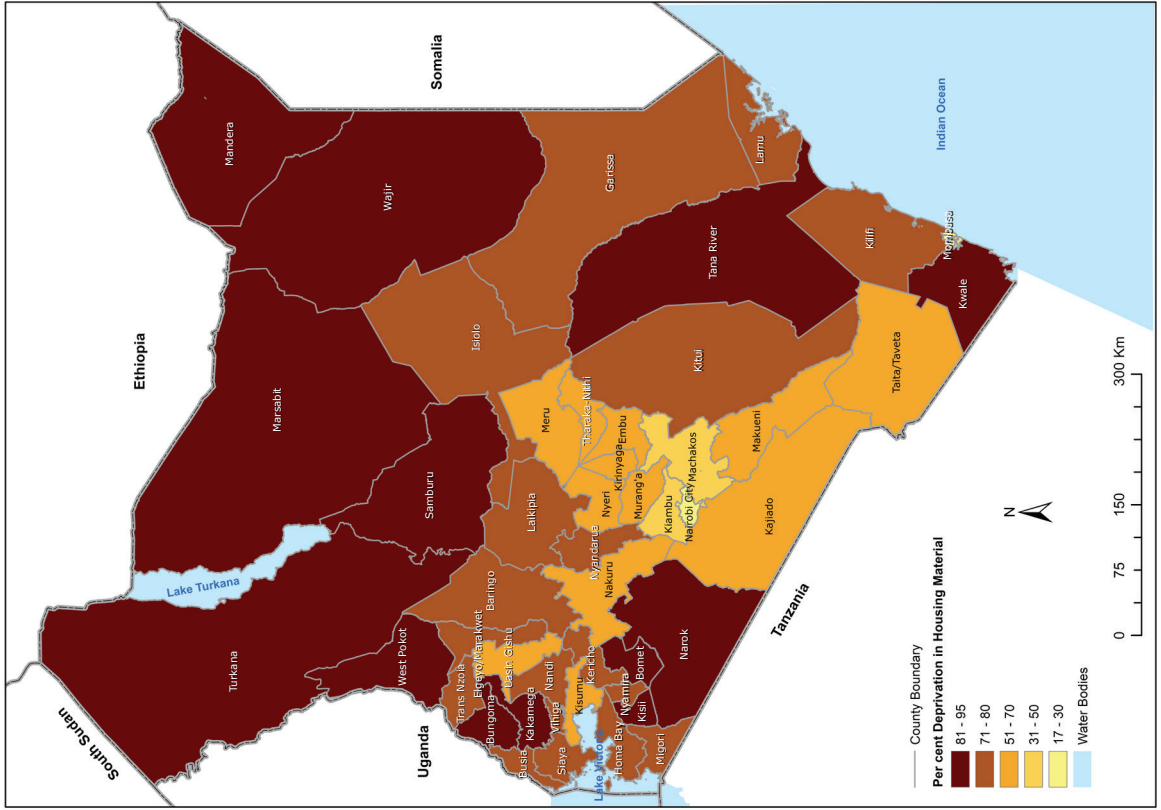 South Sudan
Ethiopia
Somalia
Uganda
Tanzania
Indian Ocean
Lake Turkana
Lake Victoria
Mandera
Wajir
Marsabit
Turkana
Samburu
West Pokot
Isiolo
Garissa
Lamu
Tana River
Kilifi
Mombasa
Kwale
Taita/Taveta
Kitui
Meru
Tharaka-Nithi
Embu
Kirinyaga
Nyeri
Murang'a
Kiambu
Nairobi City
Machakos
Makueni
Kajiado
Laikipia
Nyandarua
Nakuru
Baringo
Elgeyo/Marakwet
Uasin Gishu
Trans Nzoia
Bungoma
Kakamega
Nandi
Vihiga
Busia
Siaya
Kisumu
Kericho
Homa Bay
Nyamira
Kisii
Bomet
Migori
Narok
N
0 75 150 300 Km
County Boundary
Per cent Deprivation in Housing Material
81 - 95
71 - 80
51 - 70
31 - 50
17 - 30
Water Bodies